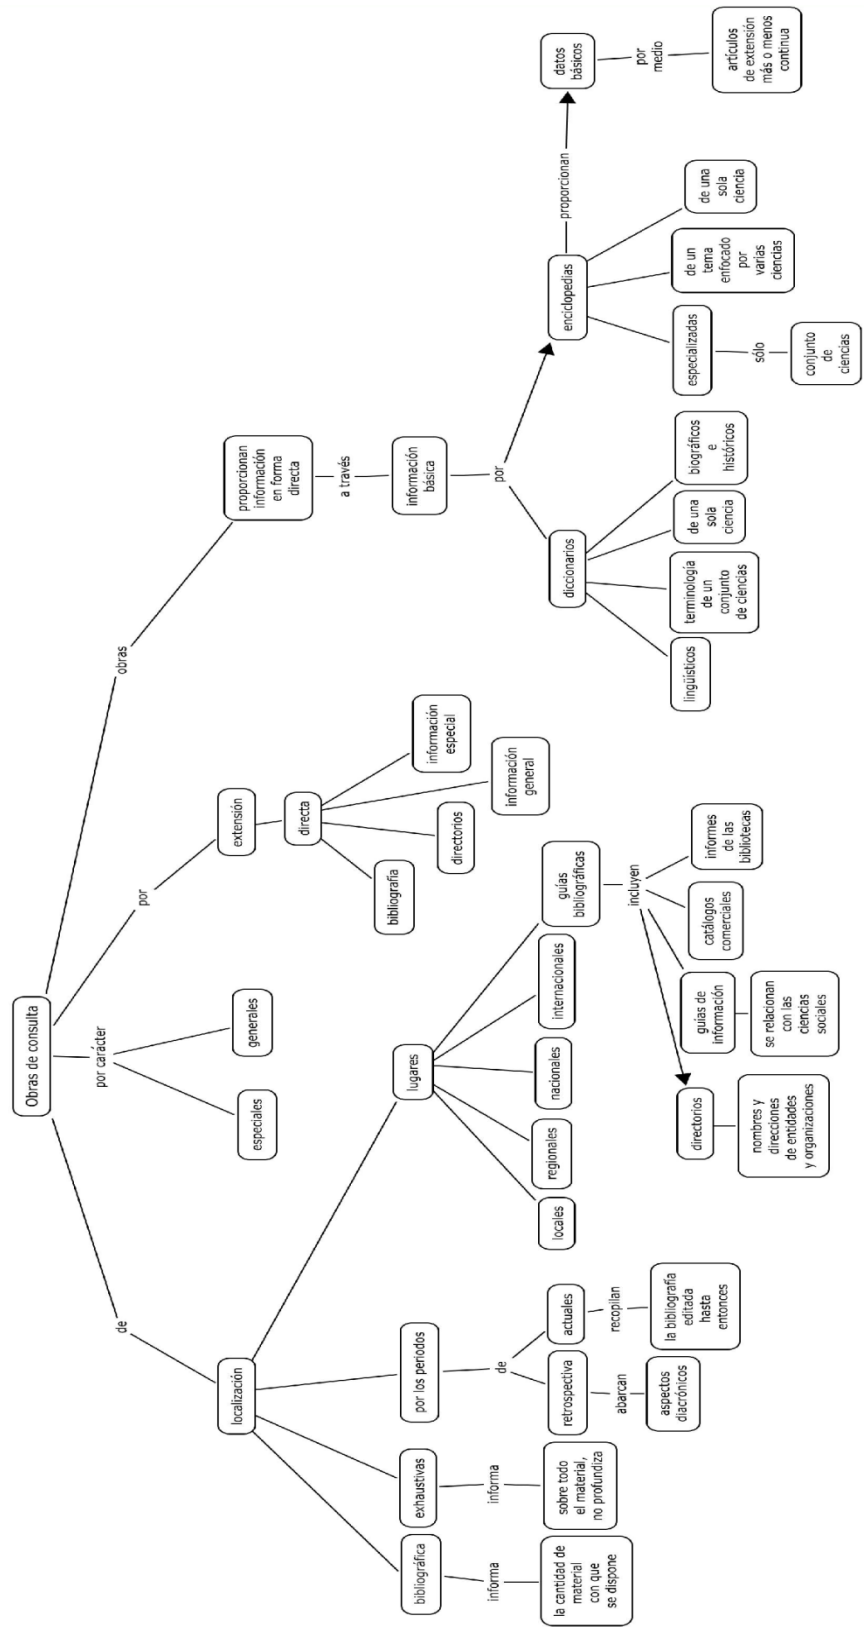 Obras de consulta
de
por carácter
por
obras
localización
especiales
generales
extensión
proporcionan
información
en forma
directa
directa
a través
bibliográfica
exhaustivas
por los periodos
lugares
bibliografía
directorios
información
general
información
especial
información
básica
informa
informa
de
por
la cantidad de
material
con que
se dispone
sobre todo
el material,
no profundiza
retrospectiva
actuales
locales
regionales
nacionales
internacionales
guías
bibliográficas
diccionarios
enciclopedias
proporcionan
datos
básicos
abarcan
recopilan
incluyen
por
medio
aspectos
diacrónicos
la bibliografía
editada
hasta
entonces
directorios
guias de
información
catálogos
comerciales
informes
de las
bibliotecas
lingüísticos
terminología
de un
conjunto
de ciencias
de una
sola
ciencia
biográficos
e
históricos
especializadas
de un
tema
enfocado
por
varias
ciencias
de una
sola
ciencia
artículos
de extensión
más o menos
continua
nombres y
direcciones
de entidades
y organizaciones
se relacionan
con las
ciencias
sociales
sólo
conjunto
de
ciencias